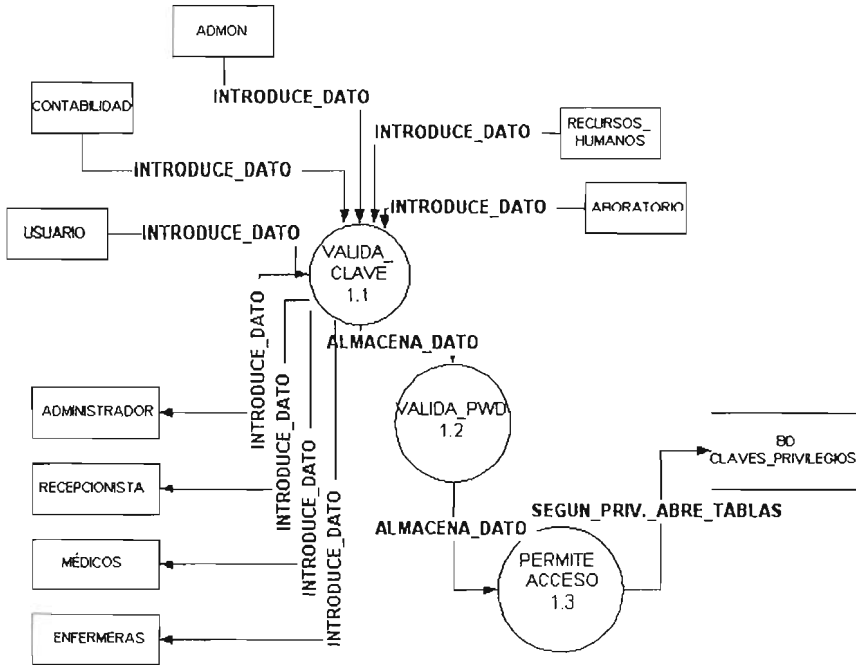 ADMON
INTRODUCE_DATO
CONTABILIDAD
INTRODUCE_DATO
RECURSOS_
HUMANOS
INTRODUCE_DATO
INTRODUCE_DATO
ABORATORIO
USUARIO
INTRODUCE_DATO
VALIDA_
CLAVE
1.1
INTRODUCE_DATO
INTRODUCE_DATO
INTRODUCE_DATO
INTRODUCE_DATO
ALMACENA_DATO
ADMINISTRADOR
VALIDA_PWD
1.2
BD
CLAVES_PRIVILEGIOS
RECEPCIONISTA
SEGUN_PRIV._ABRE_TABLAS
ALMACENA_DATO
MÉDICOS
PERMITE
ACCESO
1.3
ENFERMERAS